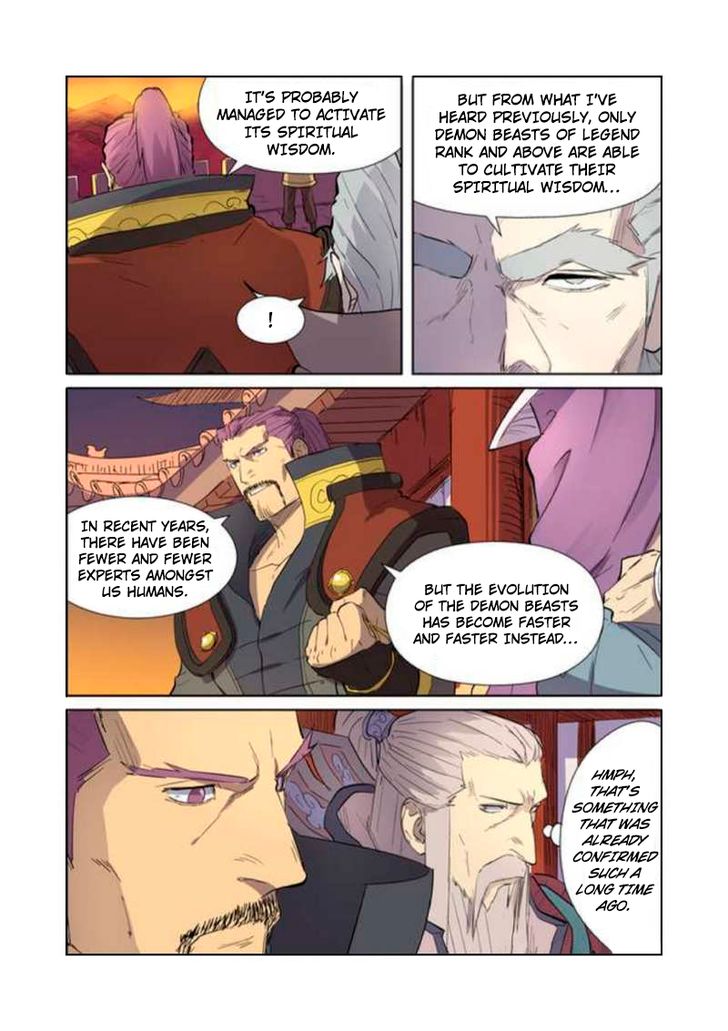 IT'S PROBABLY
MANAGED TO ACTIVATE
ITS SPIRITUAL
WISDOM.
!
BUT FROM WHAT I'VE
HEARD PREVIOUSLY, ONLY
DEMON BEASTS OF LEGEND
RANK AND ABOVE ARE ABLE
TO CULTIVATE THEIR
SPIRITUAL WISDOM...
IN RECENT YEARS,
THERE HAVE BEEN
FEWER AND FEWER
EXPERTS AMONGST
US HUMANS.
BUT THE EVOLUTION
OF THE DEMON BEASTS
HAS BECOME FASTER
AND FASTER INSTEAD...
HMPH,
THAT'S
SOMETHING
THAT WAS
ALREADY
CONFIRMED
SUCH A
LONG TIME
AGO.